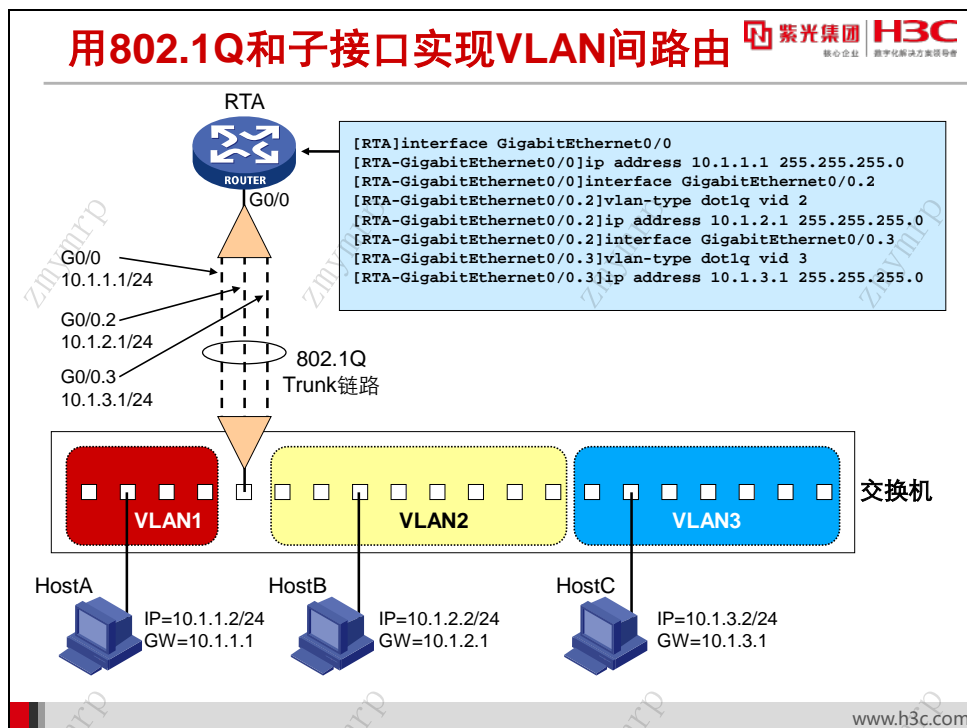 用802.1Q和子接口实现VLAN间路由
紫光集团
核心企业
H3C
数字化解决方案领导者
RTA
ROUTER
G0/0
[RTA]interface GigabitEthernet0/0
[RTA-GigabitEthernet0/0]ip address 10.1.1.1 255.255.255.0
[RTA-GigabitEthernet0/0]interface GigabitEthernet0/0.2
[RTA-GigabitEthernet0/0.2]vlan-type dot1q vid 2
[RTA-GigabitEthernet0/0.2]ip address 10.1.2.1 255.255.255.0
[RTA-GigabitEthernet0/0.2]interface GigabitEthernet0/0.3
[RTA-GigabitEthernet0/0.3]vlan-type dot1q vid 3
[RTA-GigabitEthernet0/0.3]ip address 10.1.3.1 255.255.255.0
zmymrp
zmymrp
zmymrp
G0/0
10.1.1.1/24
G0/0.2
10.1.2.1/24
G0/0.3
10.1.3.1/24
802.1Q
Trunk链路
VLAN1
VLAN2
VLAN3
交换机
HostA
IP=10.1.1.2/24
GW=10.1.1.1
HostB
IP=10.1.2.2/24
GW=10.1.2.1
HostC
IP=10.1.3.2/24
GW=10.1.3.1
www.h3c.com